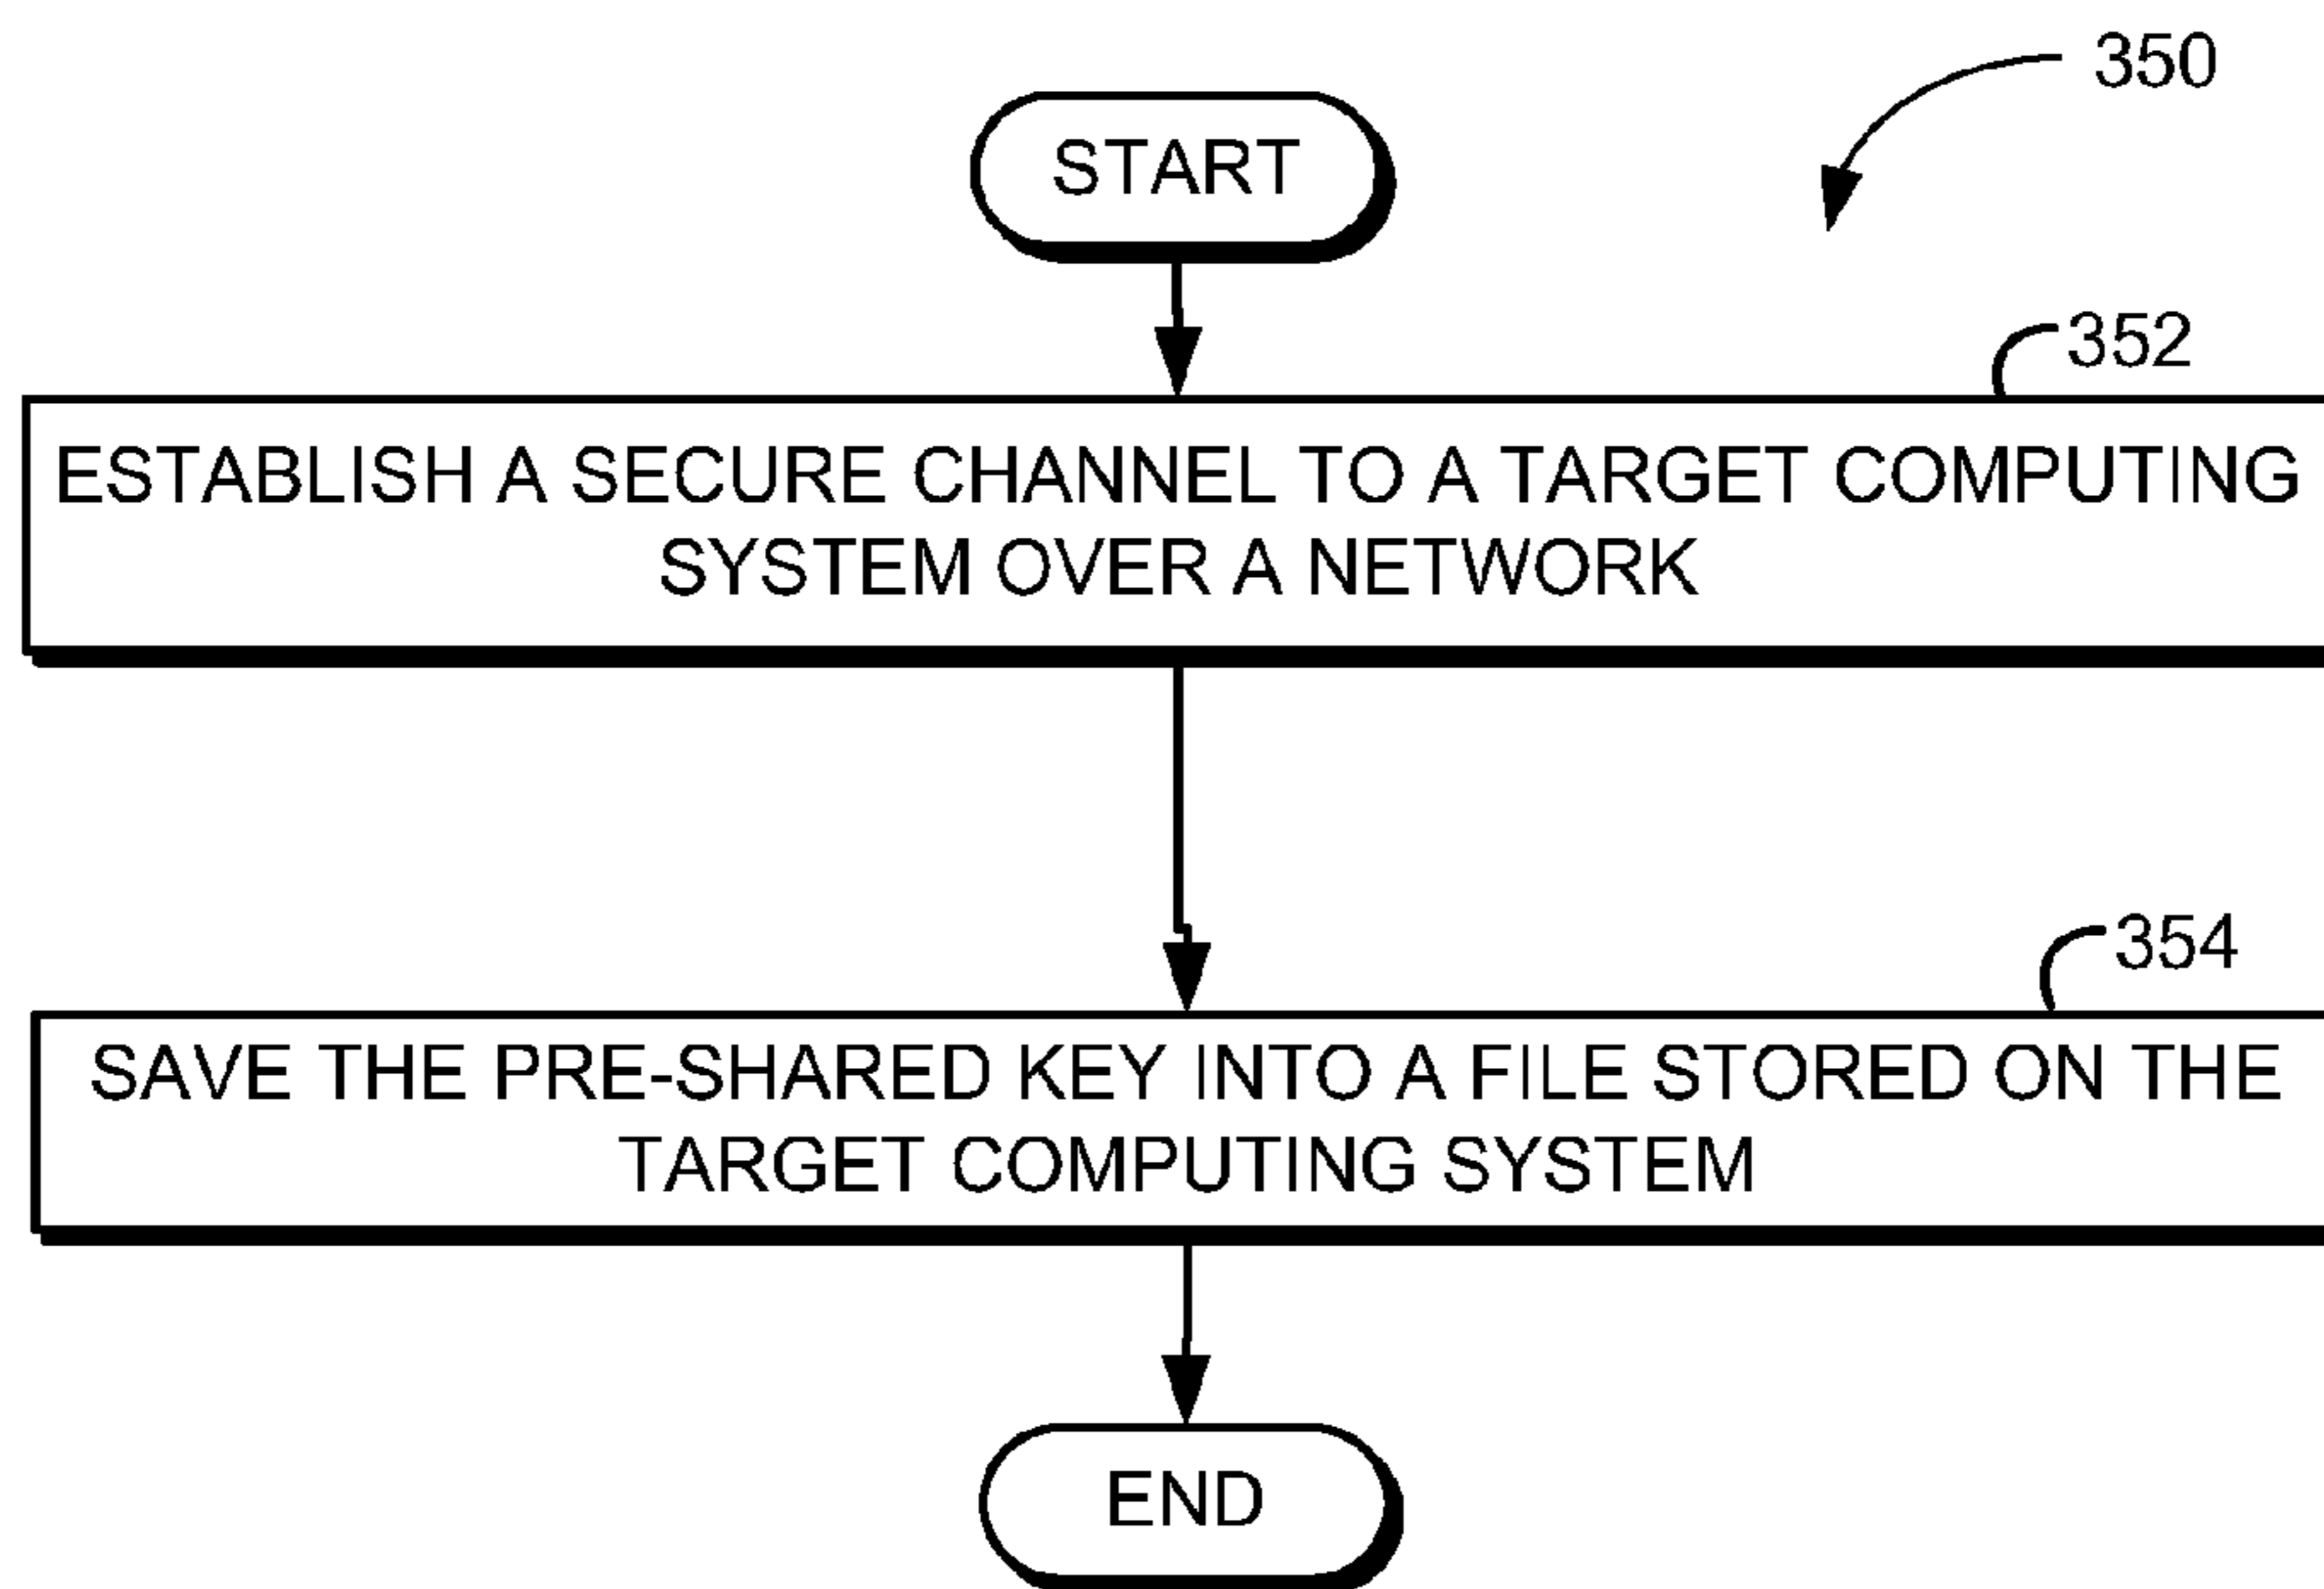 350
START
352
ESTABLISH A SECURE CHANNEL TO A TARGET COMPUTING
SYSTEM OVER A NETWORK
354
SAVE THE PRE-SHARED KEY INTO A FILE STORED ON THE
TARGET COMPUTING SYSTEM
END